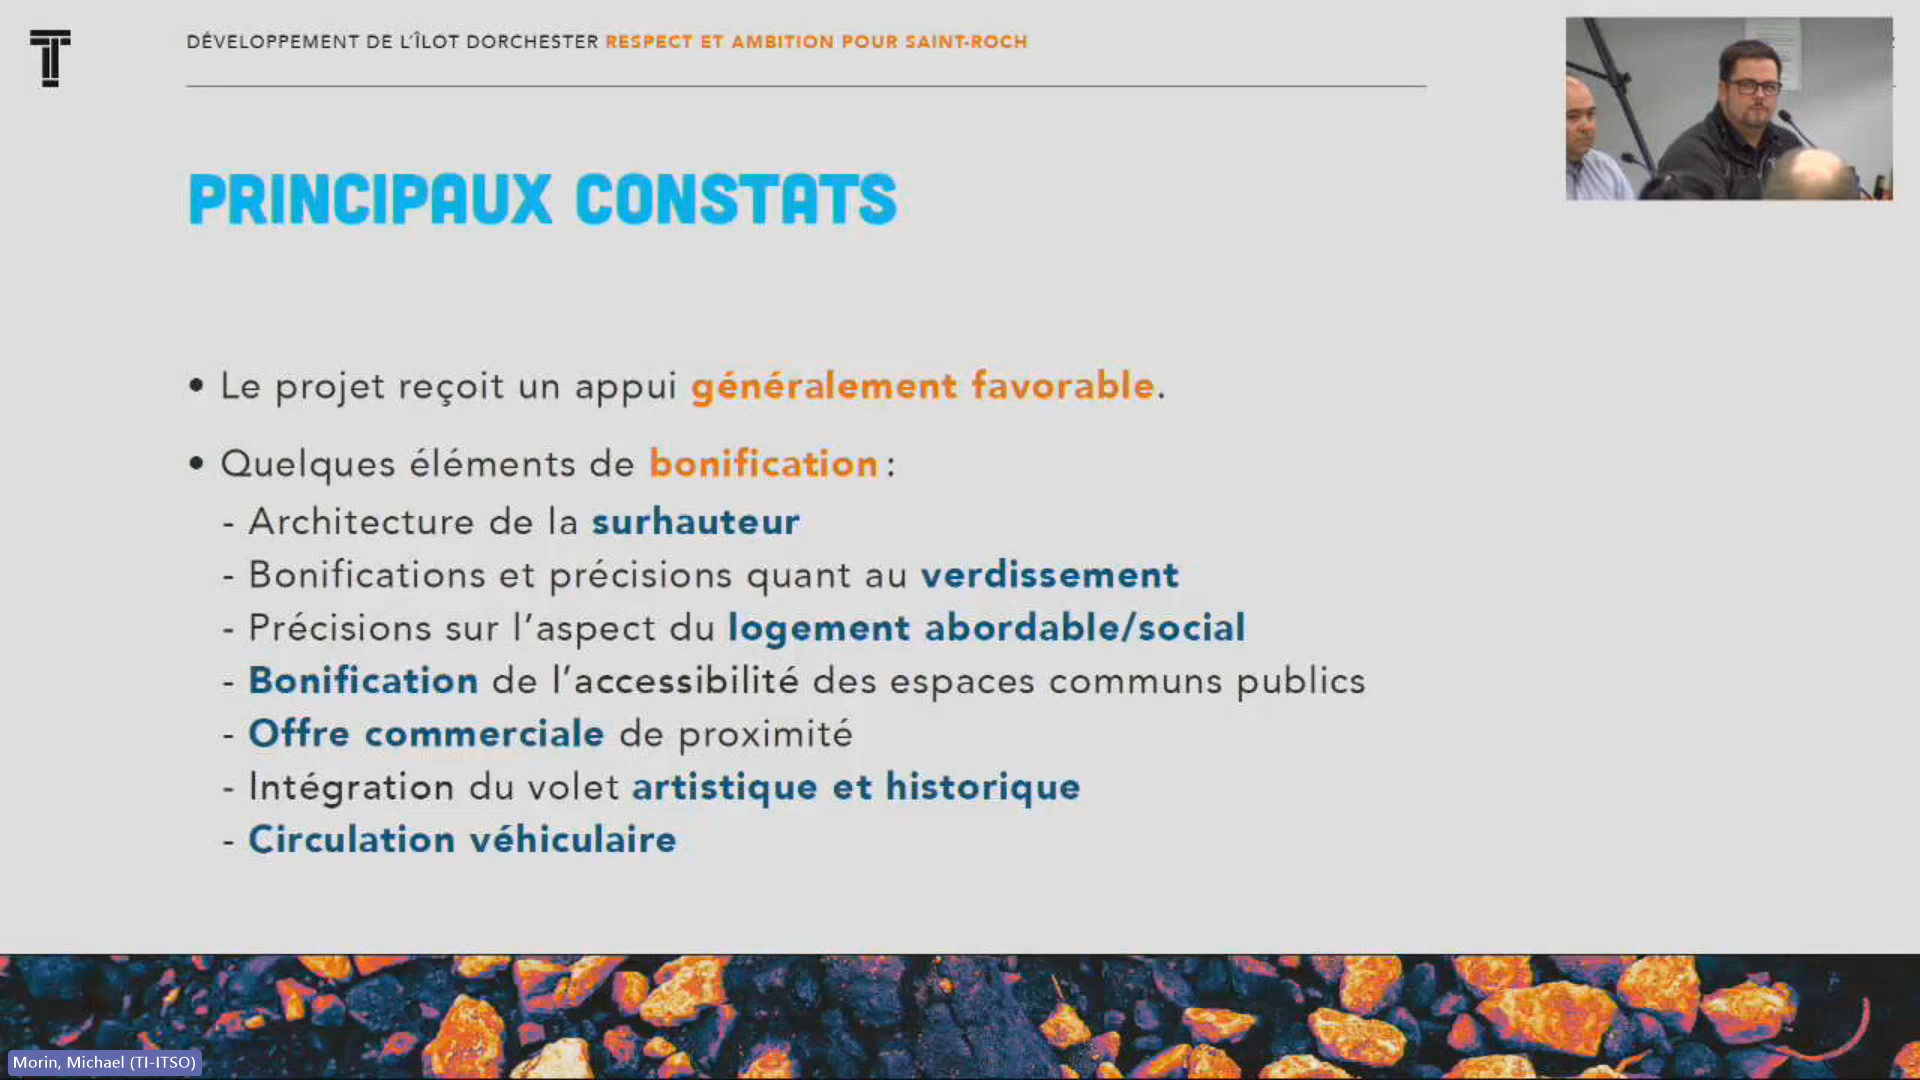 DÉVELOPPEMENT DE L'ÎLOT DORCHESTER RESPECT ET AMBITION POUR SAINT-ROCH
PRINCIPAUX CONSTATS
• Le projet reçoit un appui généralement favorable.
• Quelques éléments de bonification :
- Architecture de la surhauteur
- Bonifications et précisions quant au verdissement
- Précisions sur l'aspect du logement abordable/social
- Bonification de l'accessibilité des espaces communs publics
- Offre commerciale de proximité
- Intégration du volet artistique et historique
- Circulation véhiculaire
Morin, Michael (TI-ITSO)